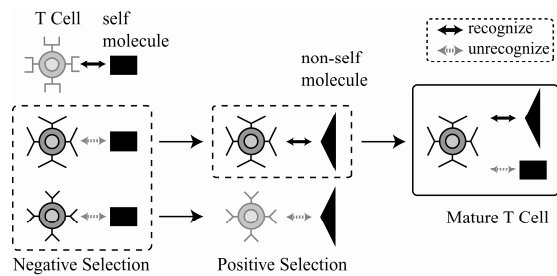 T Cell
self
molecule
recognize
unrecognize
non-self
molecule
Mature T Cell
Negative Selection
Positive Selection